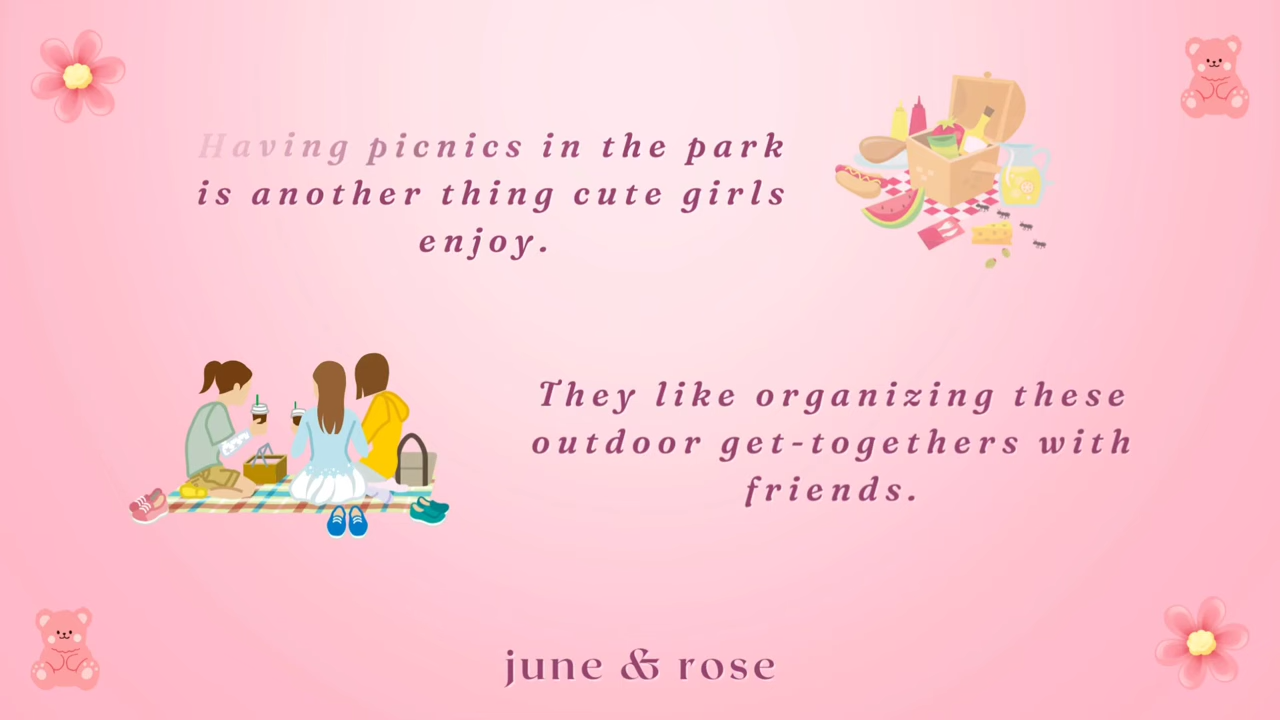 Having picnics in the park
is another thing cute girls
enjoy.
They like organizing these
outdoor get-togethers with
friends.
june & rose